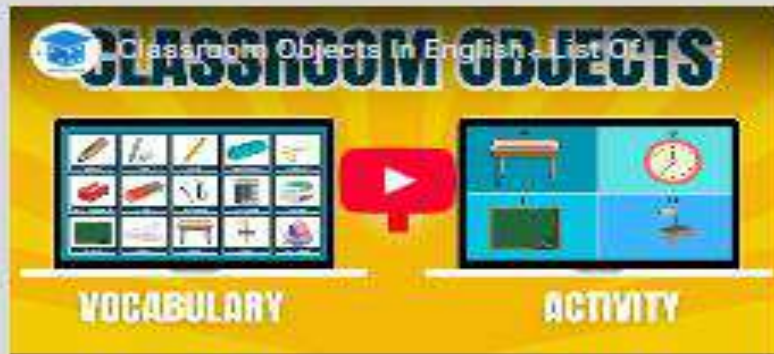 Classroom Objects In English - List Of ...
CLASSROOM OBJECTS
VOCABULARY
ACTIVITY